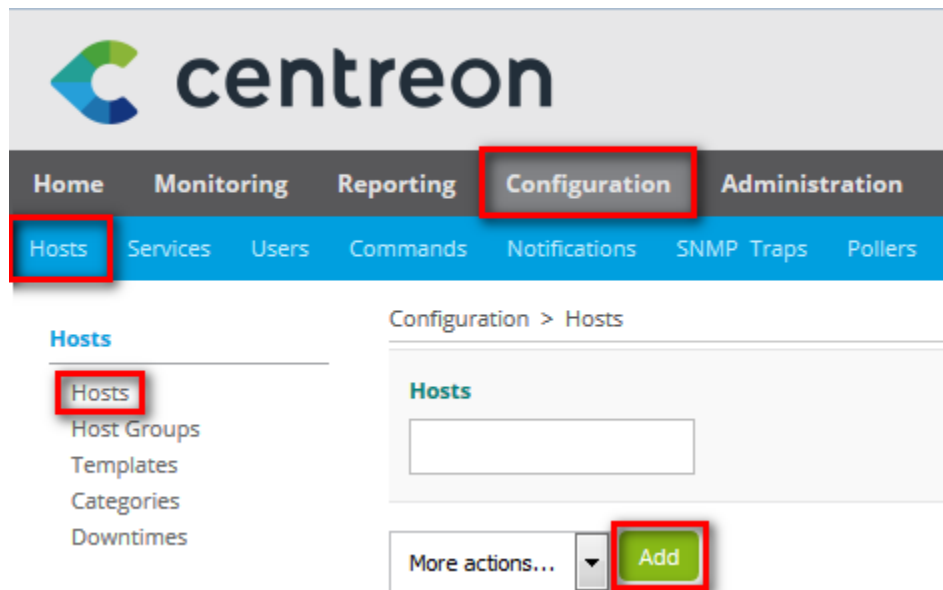 centreon
Home Monitoring Reporting Configuration Administration
Hosts Services Users Commands Notifications SNMP Traps Pollers
Hosts
Hosts
Host Groups
Templates
Categories
Downtimes
Configuration > Hosts
Hosts
More actions... Add